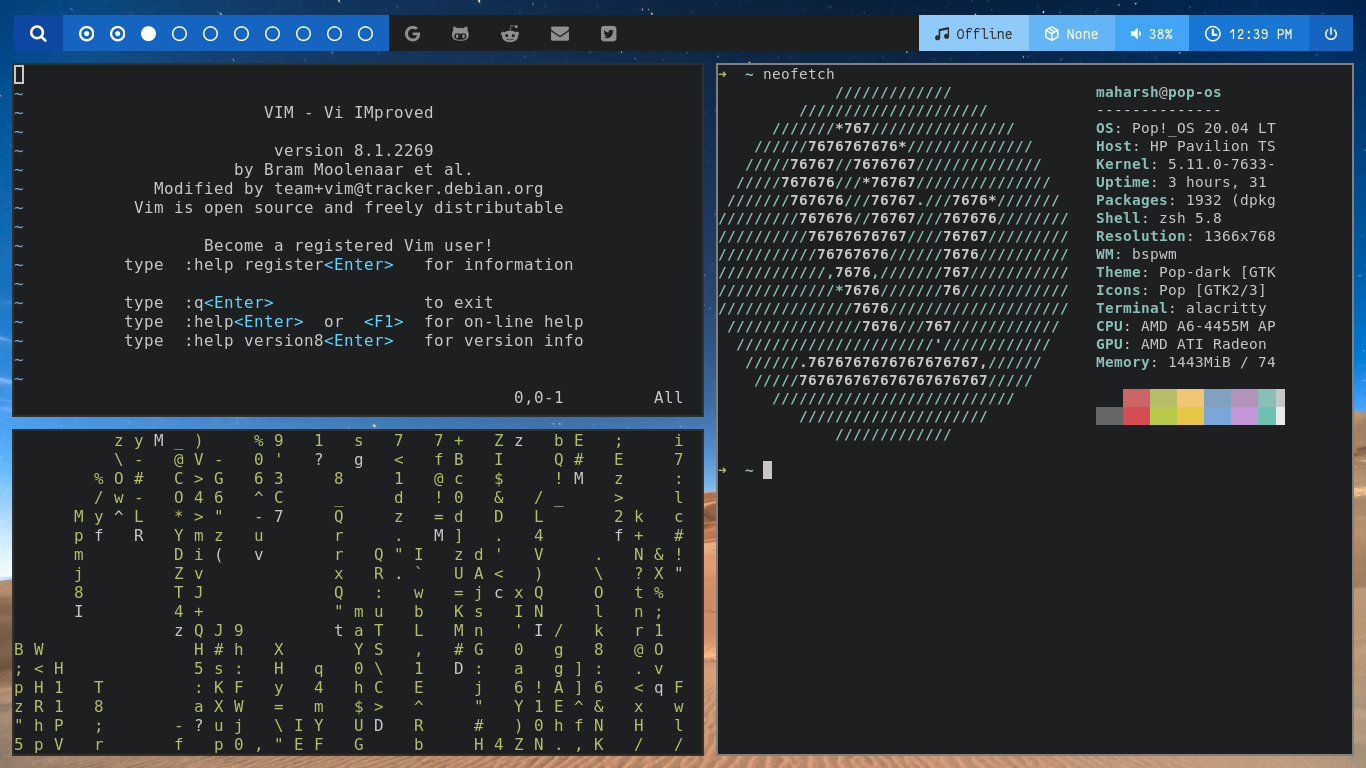 Offline
None
38%
12:39 PM
~
~ VIM - Vi IMproved
~
~ version 8.1.2269
~ by Bram Moolenaar et al.
~ Modified by team+vim@tracker.debian.org
~ Vim is open source and freely distributable
~
~ Become a registered Vim user!
~ type :help register<Enter> for information
~
~ type :q<Enter> to exit
~ type :help<Enter> or <F1> for on-line help
~ type :help version8<Enter> for version info
~
~
0,0-1 All
z y M _ ) % 9 1 s 7 7 + Z z b E ; i
\ - @ V - 0 ' ? g < f B I Q # E 7
% O # C > G 6 3 8 1 @ c $ ! M z :
/ w - O 4 6 ^ C _ d ! 0 & / _ > l
M y ^ L * > " - 7 Q z = d D L 2 k c
p f R Y m z u r . M ] . 4 f + #
m D i ( v r Q " I z d ' V . N & !
j Z v x R . ` U A < ) \ ? X "
8 T J Q : w = j c x Q O t %
I 4 + " m u b K s I N l n ;
z Q J 9 t a T L M n ' I / k r 1
B W H # h X Y S , # G 0 g 8 @ O
; < H 5 s : H q 0 \ 1 D : a g ] : . v
p H 1 T : K F y 4 h C E j 6 ! A ] 6 < q F
z R 1 8 a X W = m $ > ^ " Y 1 E ^ & x w
" h P ; - ? u j \ I Y U D R # ) 0 h f N H l
5 p V r f p 0 , " E F G b H 4 Z N . , K / /
➜ ~ neofetch
/////////////
/////////////////////
///////*767////////////////
//////7676767676*//////////////
/////76767//7676767//////////////
/////767676///*76767///////////////
///////767676///76767.///7676*///////
/////////767676//76767///767676////////
//////////76767676767////76767/////////
///////////76767676//////7676//////////
////////////,7676,///////767///////////
/////////////*7676///////76////////////
///////////////7676////////////////////
///////////////7676///767////////////
//////////////////////'////////////
//////.7676767676767676767,//////
/////767676767676767676767/////
///////////////////////////
/////////////////////
/////////////
maharsh@pop-os
--------------
OS: Pop!_OS 20.04 LT
Host: HP Pavilion TS
Kernel: 5.11.0-7633-
Uptime: 3 hours, 31
Packages: 1932 (dpkg
Shell: zsh 5.8
Resolution: 1366x768
WM: bspwm
Theme: Pop-dark [GTK
Icons: Pop [GTK2/3]
Terminal: alacritty
CPU: AMD A6-4455M AP
GPU: AMD ATI Radeon
Memory: 1443MiB / 74
➜ ~